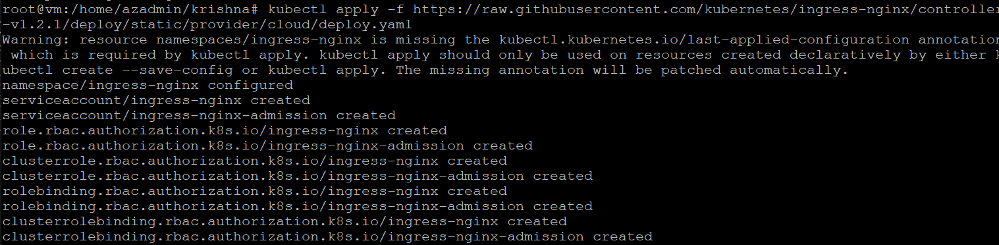 root@vm:/home/azadmin/krishna# kubectl apply -f https://raw.githubusercontent.com/kubernetes/ingress-nginx/controller
-v1.2.1/deploy/static/provider/cloud/deploy.yaml
Warning: resource namespaces/ingress-nginx is missing the kubectl.kubernetes.io/last-applied-configuration annotation
which is required by kubectl apply. kubectl apply should only be used on resources created declaratively by either k
ubectl create --save-config or kubectl apply. The missing annotation will be patched automatically.
namespace/ingress-nginx configured
serviceaccount/ingress-nginx created
serviceaccount/ingress-nginx-admission created
role.rbac.authorization.k8s.io/ingress-nginx created
role.rbac.authorization.k8s.io/ingress-nginx-admission created
clusterrole.rbac.authorization.k8s.io/ingress-nginx created
clusterrole.rbac.authorization.k8s.io/ingress-nginx-admission created
rolebinding.rbac.authorization.k8s.io/ingress-nginx created
rolebinding.rbac.authorization.k8s.io/ingress-nginx-admission created
clusterrolebinding.rbac.authorization.k8s.io/ingress-nginx created
clusterrolebinding.rbac.authorization.k8s.io/ingress-nginx-admission created